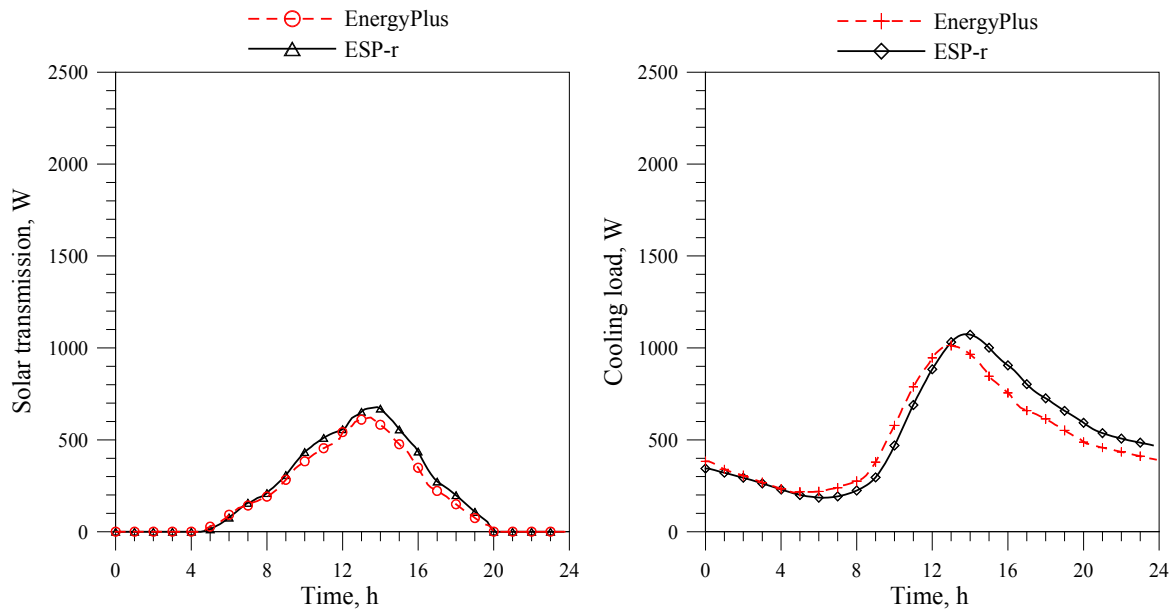 EnergyPlus
ESP-r
2500
2000
1500
1000
500
0
Solar transmission, W
0 4 8 12 16 20 24
Time, h
EnergyPlus
ESP-r
2500
2000
1500
1000
500
0
Cooling load, W
0 4 8 12 16 20 24
Time, h